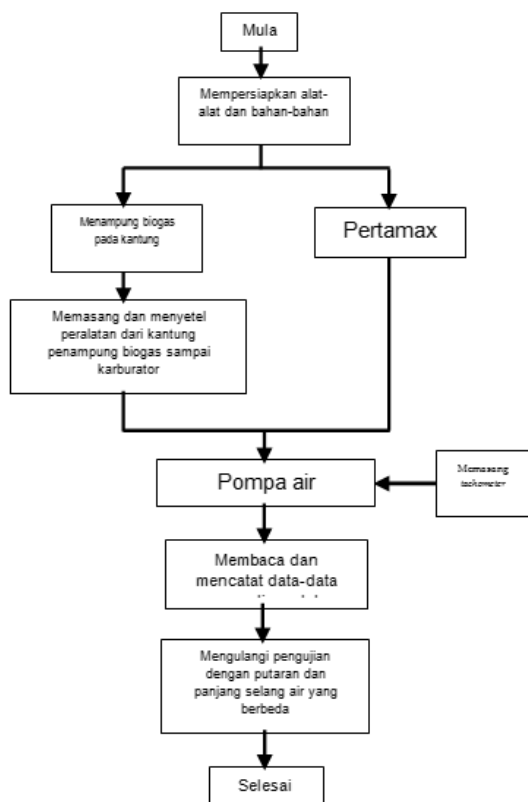 Mula
Mempersiapkan alat-
alat dan bahan-bahan
Menampung biogas
pada kantung
Pertamax
Memasang dan menyetel
peralatan dari kantung
penampung biogas sampai
karburator
Pompa air
Memasang
tachometer
Membaca dan
mencatat data-data
Mengulangi pengujian
dengan putaran dan
panjang selang air yang
berbeda
Selesai